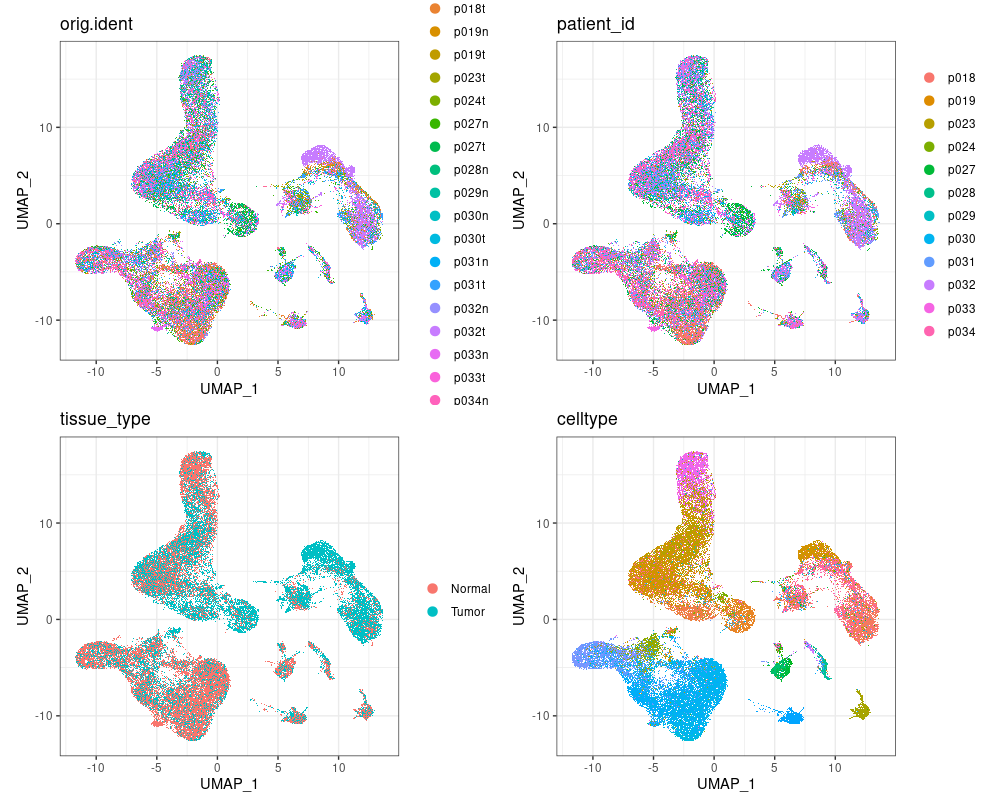 orig.ident
UMAP_2
10
0
-10
-10
-5
0
5
10
UMAP_1
p018t
p019n
p019t
p023t
p024t
p027n
p027t
p028n
p029n
p030n
p030t
p031n
p031t
p032n
p032t
p033n
p033t
p034n
patient_id
UMAP_2
10
0
-10
-10
-5
0
5
10
UMAP_1
p018
p019
p023
p024
p027
p028
p029
p030
p031
p032
p033
p034
tissue_type
UMAP_2
10
0
-10
-10
-5
0
5
10
UMAP_1
Normal
Tumor
celltype
UMAP_2
10
0
-10
-10
-5
0
5
10
UMAP_1